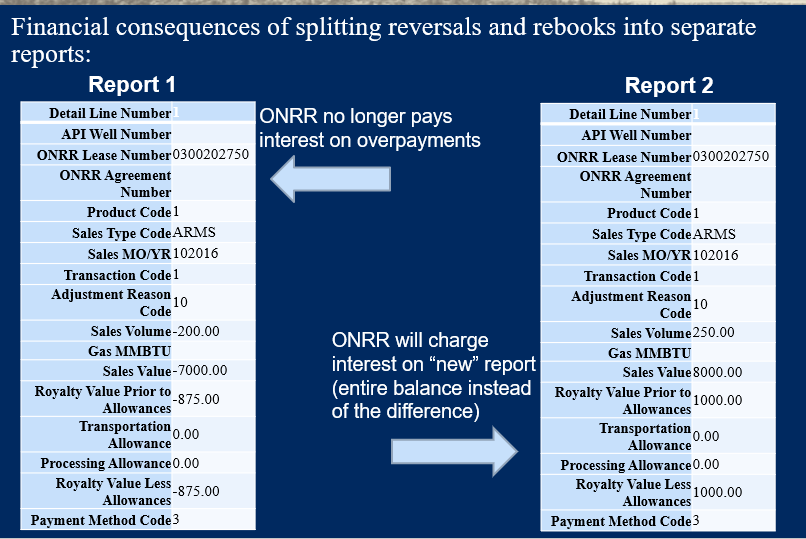 Financial consequences of splitting reversals and rebooks into separate
reports:
Report 1
Detail Line Number 1
API Well Number
ONRR Lease Number 0300202750
ONRR Agreement
Number
Product Code 1
Sales Type Code ARMS
Sales MO/YR 102016
Transaction Code 1
Adjustment Reason
Code 10
Sales Volume -200.00
Gas MMBTU
Sales Value -7000.00
Royalty Value Prior to
Allowances -875.00
Transportation
Allowance 0.00
Processing Allowance 0.00
Royalty Value Less
Allowances -875.00
Payment Method Code 3
ONRR no longer pays
interest on overpayments
ONRR will charge
interest on “new” report
(entire balance instead
of the difference)
Report 2
Detail Line Number 1
API Well Number
ONRR Lease Number 0300202750
ONRR Agreement
Number
Product Code 1
Sales Type Code ARMS
Sales MO/YR 102016
Transaction Code 1
Adjustment Reason
Code 10
Sales Volume 250.00
Gas MMBTU
Sales Value 8000.00
Royalty Value Prior to
Allowances 1000.00
Transportation
Allowance 0.00
Processing Allowance 0.00
Royalty Value Less
Allowances 1000.00
Payment Method Code 3